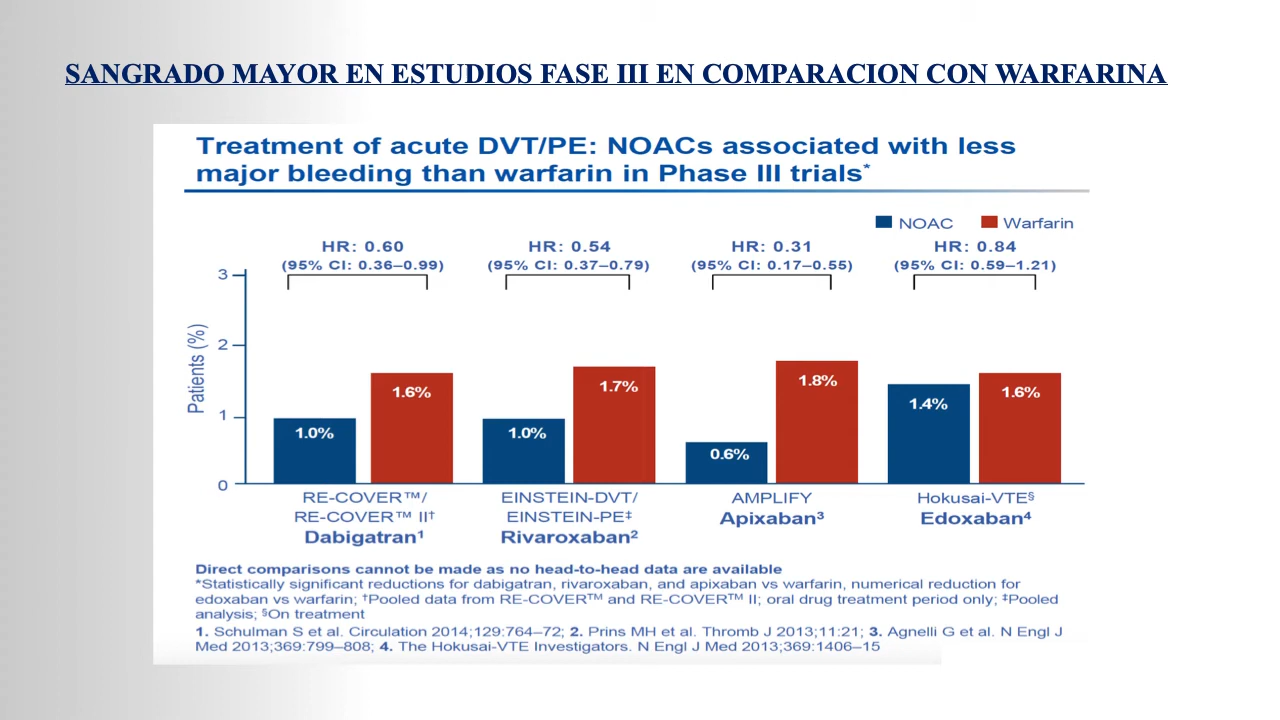 SANGRADO MAYOR EN ESTUDIOS FASE III EN COMPARACION CON WARFARINA
Treatment of acute DVT/PE: NOACs associated with less
major bleeding than warfarin in Phase III trials*
NOAC Warfarin
HR: 0.60 HR: 0.54 HR: 0.31 HR: 0.84
(95% CI: 0.36–0.99) (95% CI: 0.37–0.79) (95% CI: 0.17–0.55) (95% CI: 0.59–1.21)
3
2
1
0
Patients (%)
1.0% 1.6% 1.0% 1.7% 0.6% 1.8% 1.4% 1.6%
RE-COVER™/
RE-COVER™ II†
Dabigatran¹
EINSTEIN-DVT/
EINSTEIN-PE‡
Rivaroxaban²
AMPLIFY
Apixaban³
Hokusai-VTE§
Edoxaban⁴
Direct comparisons cannot be made as no head-to-head data are available
*Statistically significant reductions for dabigatran, rivaroxaban, and apixaban vs warfarin, numerical reduction for
edoxaban vs warfarin; †Pooled data from RE-COVER™ and RE-COVER™ II; oral drug treatment period only; ‡Pooled
analysis; §On treatment
1. Schulman S et al. Circulation 2014;129:764–72; 2. Prins MH et al. Thromb J 2013;11:21; 3. Agnelli G et al. N Engl J
Med 2013;369:799–808; 4. The Hokusai-VTE Investigators. N Engl J Med 2013;369:1406–15